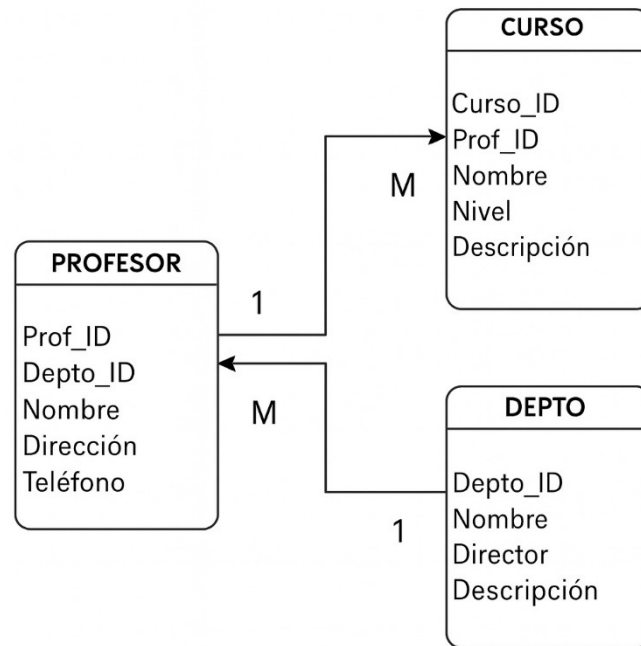 CURSO
Curso_ID
Prof_ID
Nombre
Nivel
Descripción
M
PROFESOR
Prof_ID
Depto_ID
Nombre
Dirección
Teléfono
1
M
DEPTO
Depto_ID
Nombre
Director
Descripción
1